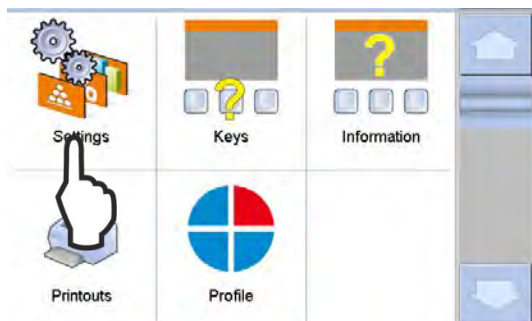 Settings
Keys
Information
Printouts
Profile